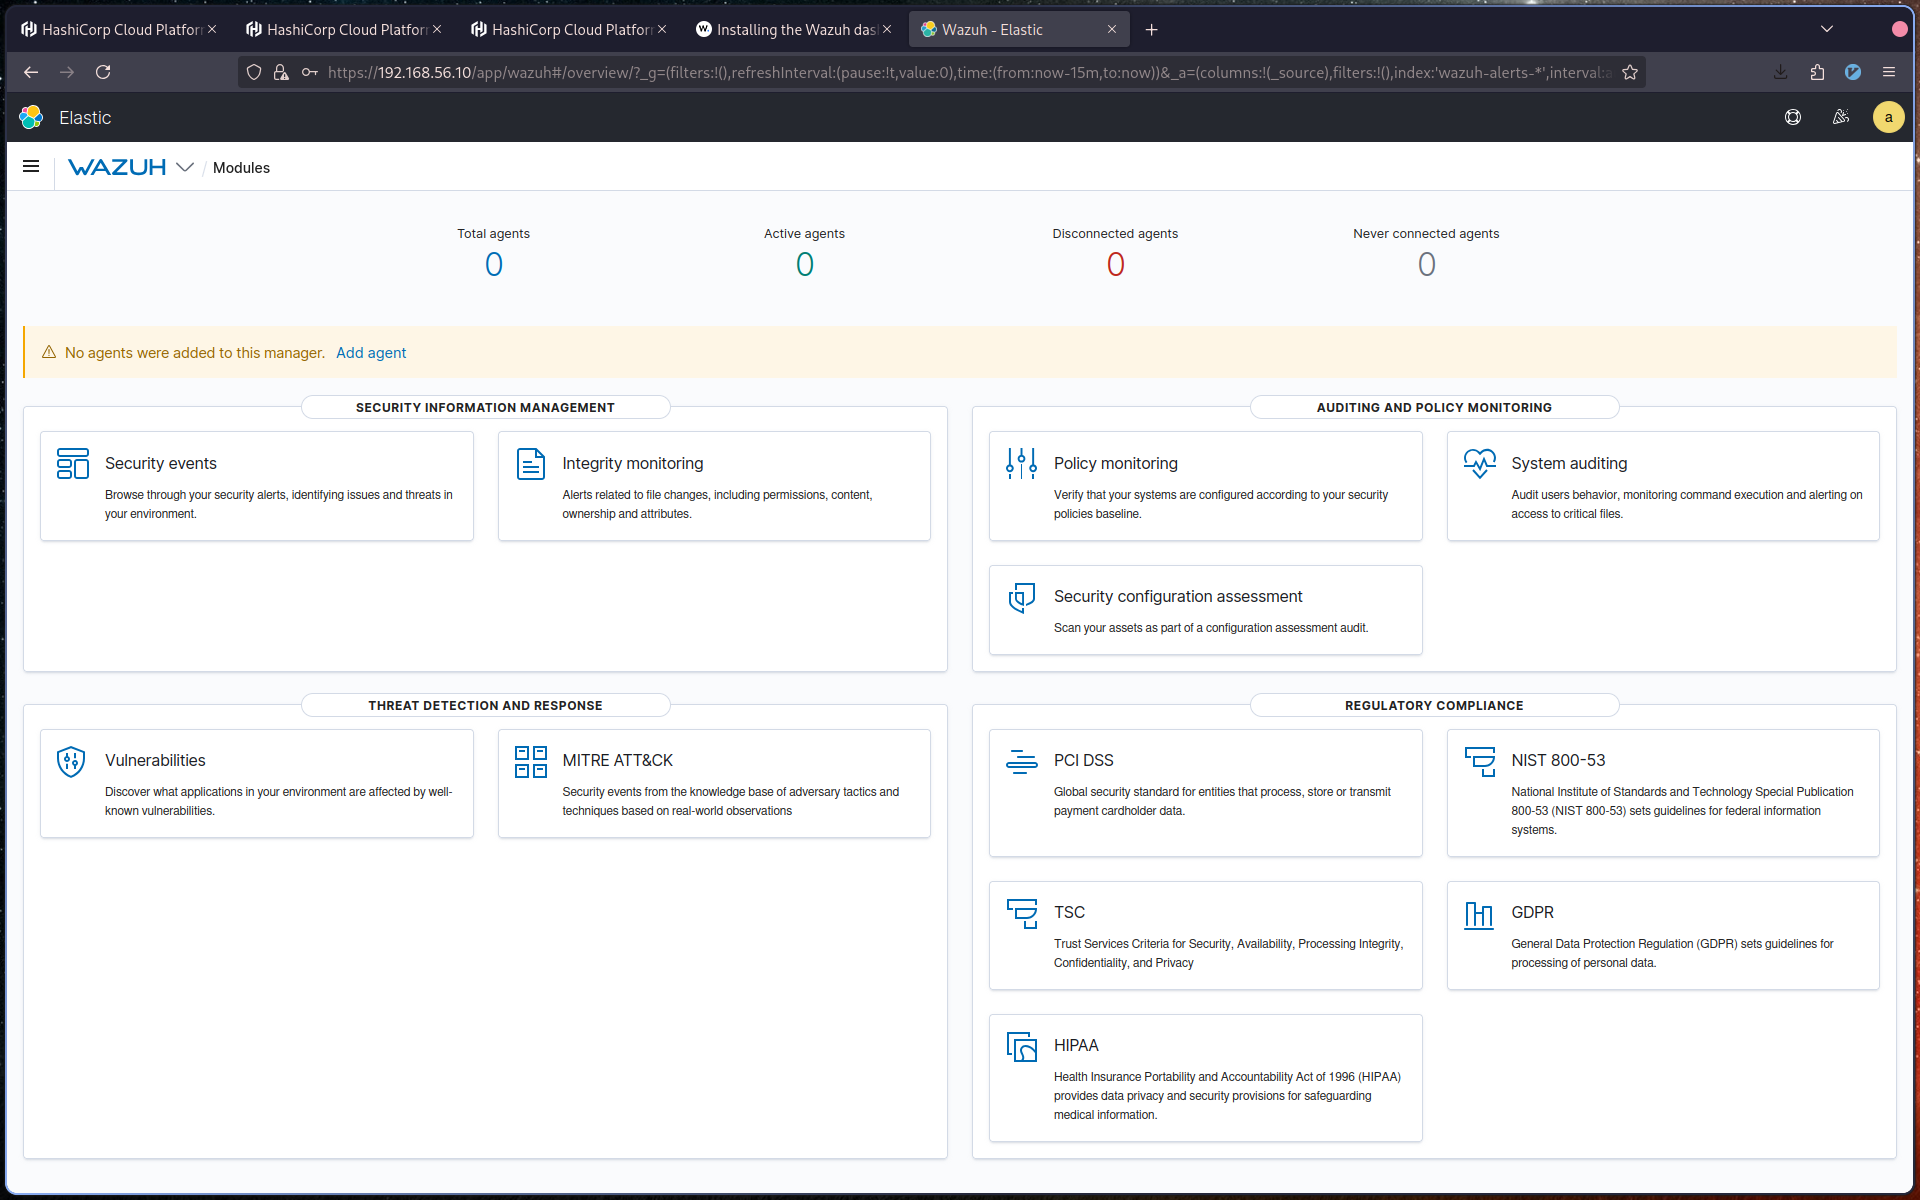 HashiCorp Cloud Platfor
HashiCorp Cloud Platfor
HashiCorp Cloud Platfor
Installing the Wazuh das
Wazuh - Elastic
https://192.168.56.10/app/wazuh#/overview/?_g=(filters:!(),refreshInterval:(pause:!t,value:0),time:(from:now-15m,to:now))&_a=(columns:!(_source),filters:!(),index:'wazuh-alerts-*',interval:a
Elastic
a
WAZUH / Modules
Total agents
0
Active agents
0
Disconnected agents
0
Never connected agents
0
No agents were added to this manager. Add agent
SECURITY INFORMATION MANAGEMENT
Security events
Browse through your security alerts, identifying issues and threats in
your environment.
Integrity monitoring
Alerts related to file changes, including permissions, content,
ownership and attributes.
AUDITING AND POLICY MONITORING
Policy monitoring
Verify that your systems are configured according to your security
policies baseline.
System auditing
Audit users behavior, monitoring command execution and alerting on
access to critical files.
Security configuration assessment
Scan your assets as part of a configuration assessment audit.
THREAT DETECTION AND RESPONSE
Vulnerabilities
Discover what applications in your environment are affected by well-
known vulnerabilities.
MITRE ATT&CK
Security events from the knowledge base of adversary tactics and
techniques based on real-world observations
REGULATORY COMPLIANCE
PCI DSS
Global security standard for entities that process, store or transmit
payment cardholder data.
NIST 800-53
National Institute of Standards and Technology Special Publication
800-53 (NIST 800-53) sets guidelines for federal information
systems.
TSC
Trust Services Criteria for Security, Availability, Processing Integrity,
Confidentiality, and Privacy
GDPR
General Data Protection Regulation (GDPR) sets guidelines for
processing of personal data.
HIPAA
Health Insurance Portability and Accountability Act of 1996 (HIPAA)
provides data privacy and security provisions for safeguarding
medical information.